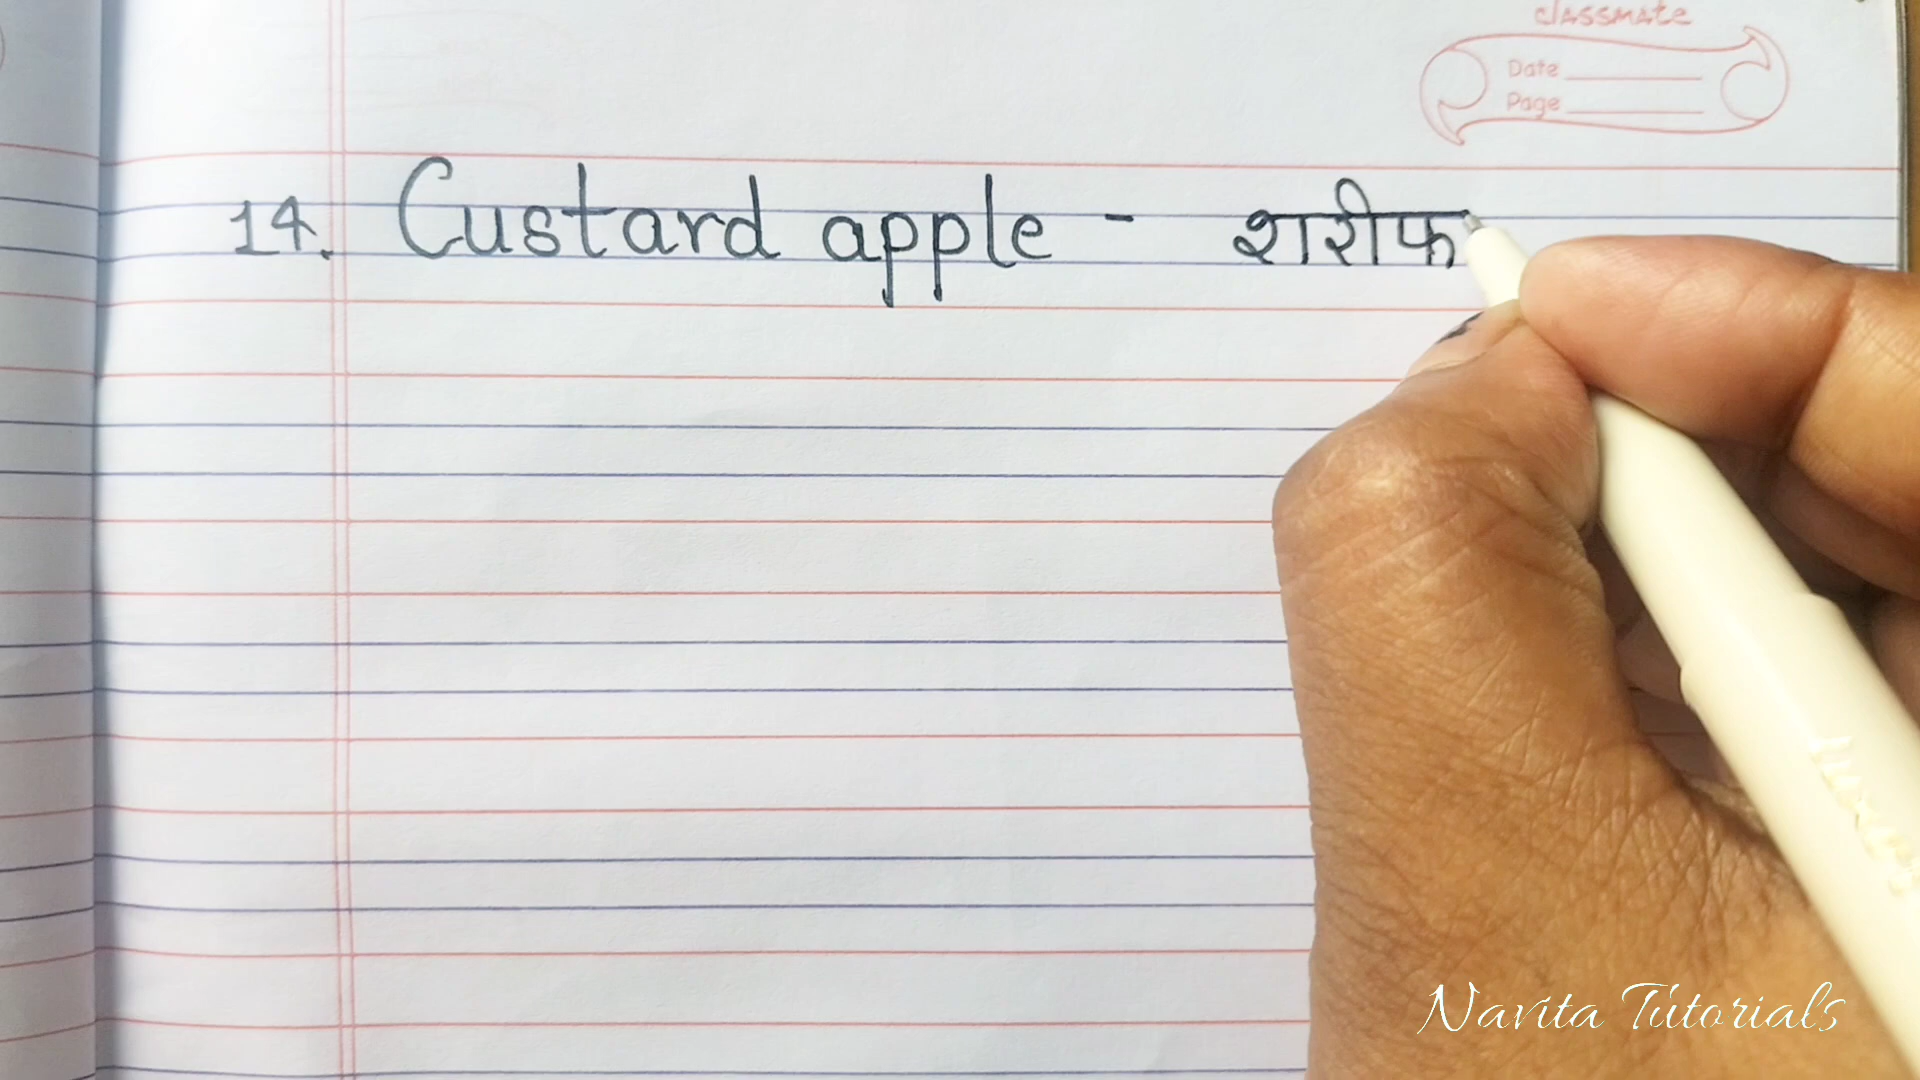 classmate
Date
Page
14. Custard apple - शरीफ
Navita Tutorials